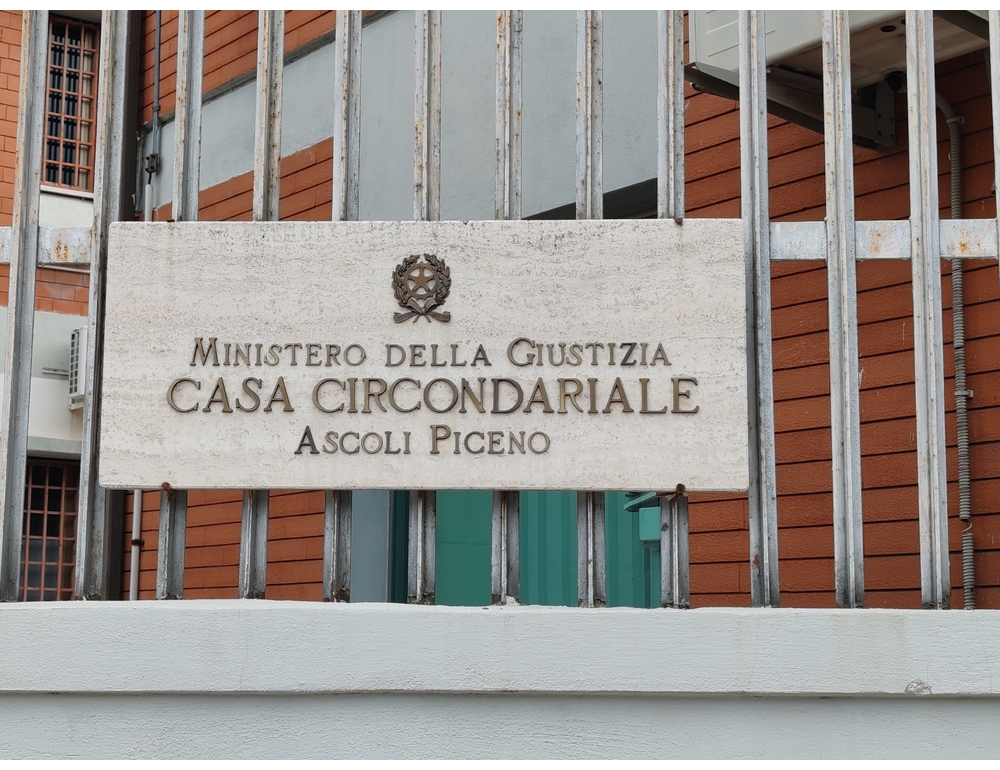 Ministero della Giustizia
CASA CIRCONDARIALE
Ascoli Piceno